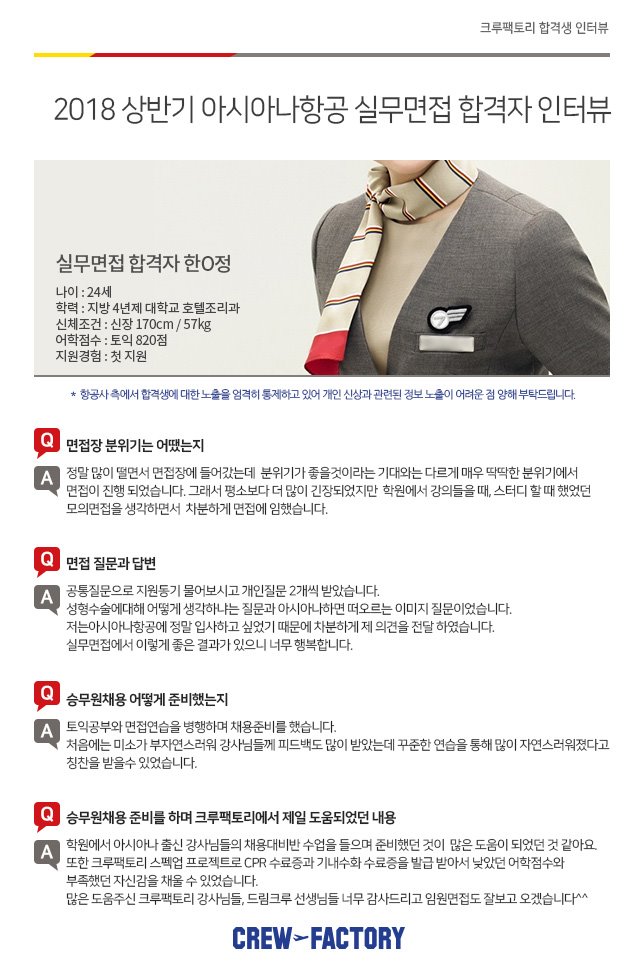 크루팩토리 합격생 인터뷰
2018 상반기 아시아나항공 실무면접 합격자 인터뷰
실무면접 합격자 한O정
나이 : 24세
학력 : 지방 4년제 대학교 호텔조리과
신체조건 : 신장 170cm / 57kg
어학점수 : 토익 820점
지원경험 : 첫 지원
* 항공사 측에서 합격생에 대한 노출을 엄격히 통제하고 있어 개인 신상과 관련된 정보 노출이 어려운 점 양해 부탁드립니다.
Q 면접장 분위기는 어땠는지
A 정말 많이 떨면서 면접장에 들어갔는데 분위기가 좋을것이라는 기대와는 다르게 매우 딱딱한 분위기에서
면접이 진행 되었습니다. 그래서 평소보다 더 많이 긴장되었지만 학원에서 강의들을 때, 스터디 할 때 했었던
모의면접을 생각하면서 차분하게 면접에 임했습니다.
Q 면접 질문과 답변
A 공통질문으로 지원동기 물어보시고 개인질문 2개씩 받았습니다.
성형수술에대해 어떻게 생각하냐는 질문과 아시아나하면 떠오르는 이미지 질문이었습니다.
저는아시아나항공에 정말 입사하고 싶었기 때문에 차분하게 제 의견을 전달 하였습니다.
실무면접에서 이렇게 좋은 결과가 있으니 너무 행복합니다.
Q 승무원채용 어떻게 준비했는지
A 토익공부와 면접연습을 병행하며 채용준비를 했습니다.
처음에는 미소가 부자연스러워 강사님들께 피드백도 많이 받았는데 꾸준한 연습을 통해 많이 자연스러워졌다고
칭찬을 받을수 있었습니다.
Q 승무원채용 준비를 하며 크루팩토리에서 제일 도움되었던 내용
A 학원에서 아시아나 출신 강사님들의 채용대비반 수업을 들으며 준비했던 것이 많은 도움이 되었던 것 같아요.
또한 크루팩토리 스펙업 프로젝트로 CPR 수료증과 기내수화 수료증을 발급 받아서 낮았던 어학점수와
부족했던 자신감을 채울 수 있었습니다.
많은 도움주신 크루팩토리 강사님들, 드림크루 선생님들 너무 감사드리고 임원면접도 잘보고 오겠습니다^^
CREW FACTORY